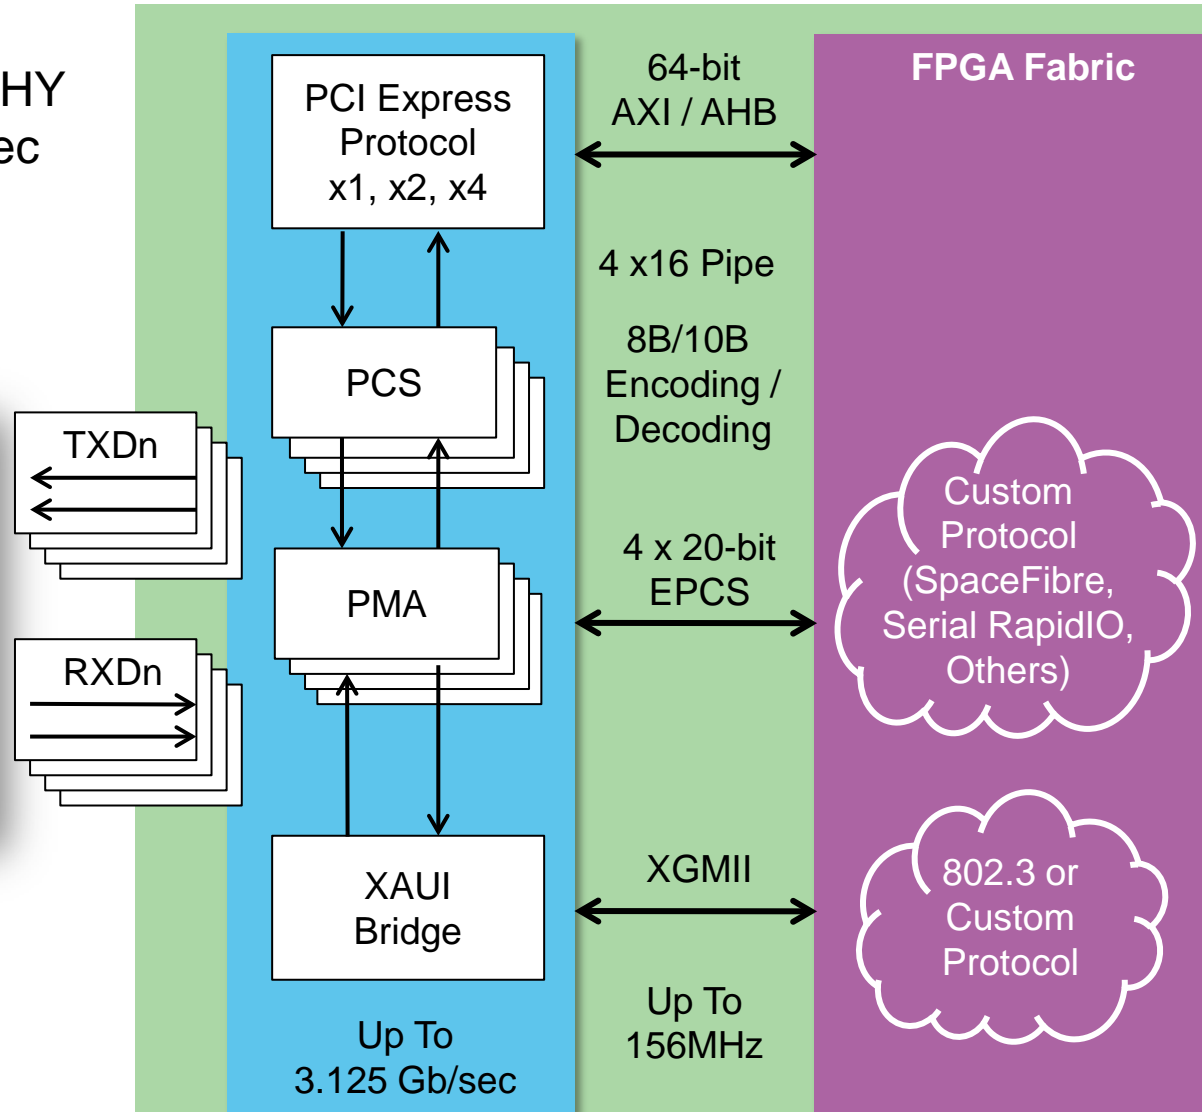 HY
ec
PCI Express
Protocol
x1, x2, x4
64-bit
AXI / AHB
FPGA Fabric
4 x16 Pipe
PCS
8B/10B
Encoding /
Decoding
TXDn
Custom
Protocol
(SpaceFibre,
Serial RapidIO,
Others)
4 x 20-bit
EPCS
PMA
RXDn
XAUI
Bridge
XGMII
802.3 or
Custom
Protocol
Up To
156MHz
Up To
3.125 Gb/sec